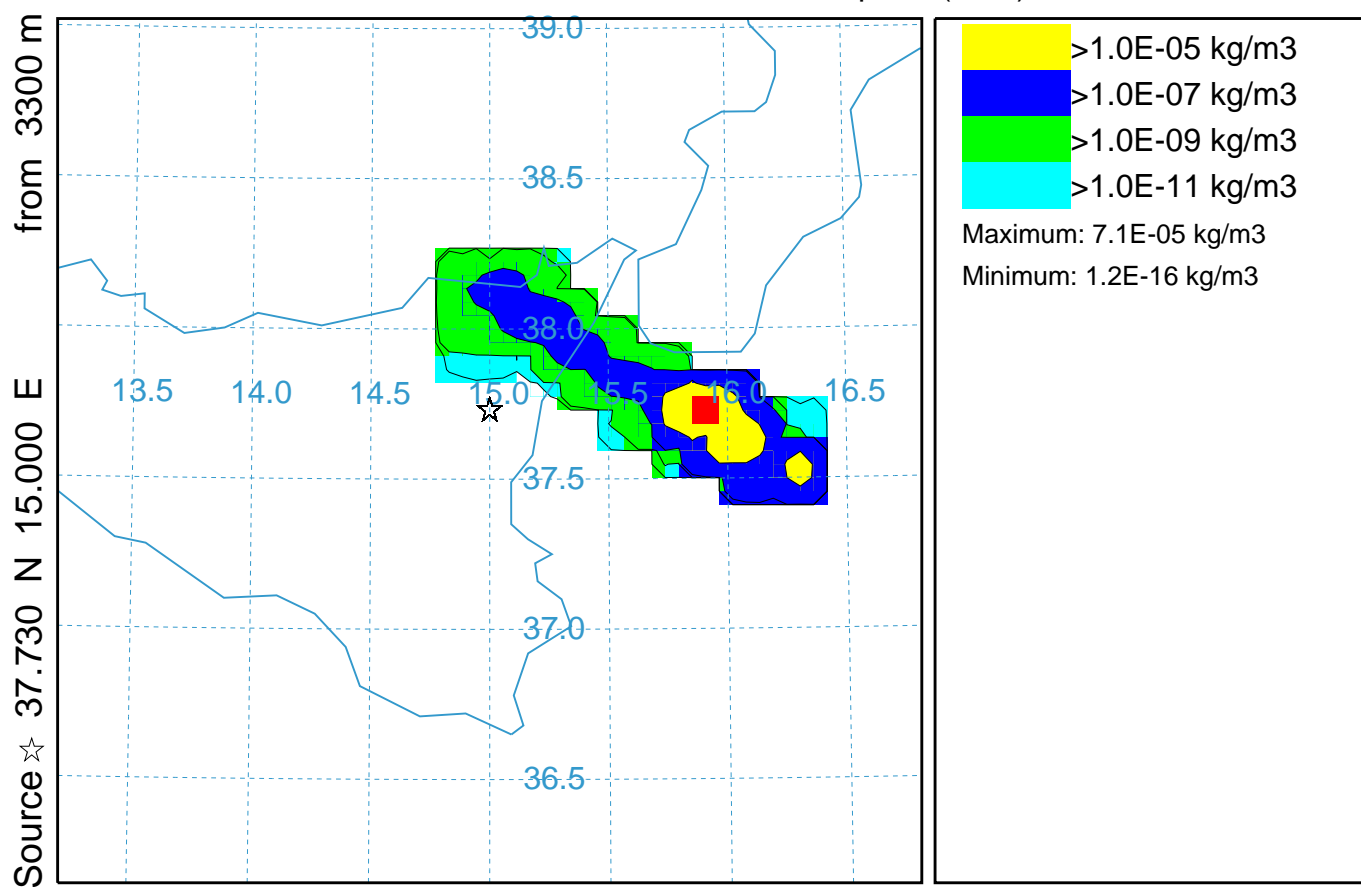 Source ☆ 37.730 N 15.000 E from 3300 m
39.0
38.5
38.0
13.5 14.0 14.5 15.0 15.5 16.0 16.5
37.5
37.0
36.5
>1.0E-05 kg/m3
>1.0E-07 kg/m3
>1.0E-09 kg/m3
>1.0E-11 kg/m3
Maximum: 7.1E-05 kg/m3
Minimum: 1.2E-16 kg/m3